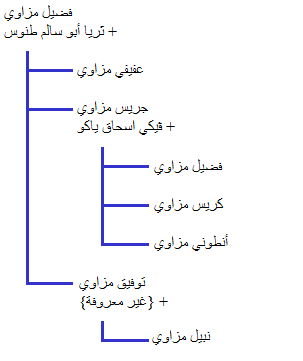 فضيل مزاوي
+ ثريا أبو سالم طنوس
عفيفي مزاوي
جريس مزاوي
+ ڤيكي اسحاق ياكو
فضيل مزاوي
كريس مزاوي
أنطوني مزاوي
توفيق مزاوي
+ {غير معروفة}
نبيل مزاوي